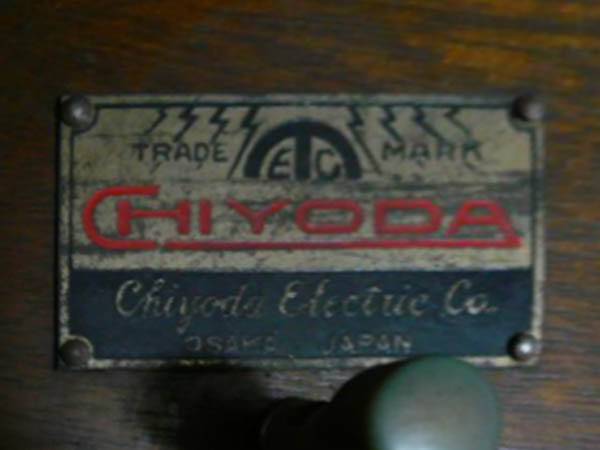 TRADE ETC MARK
CHIYODA
Chiyoda Electric Co.
OSAKA JAPAN